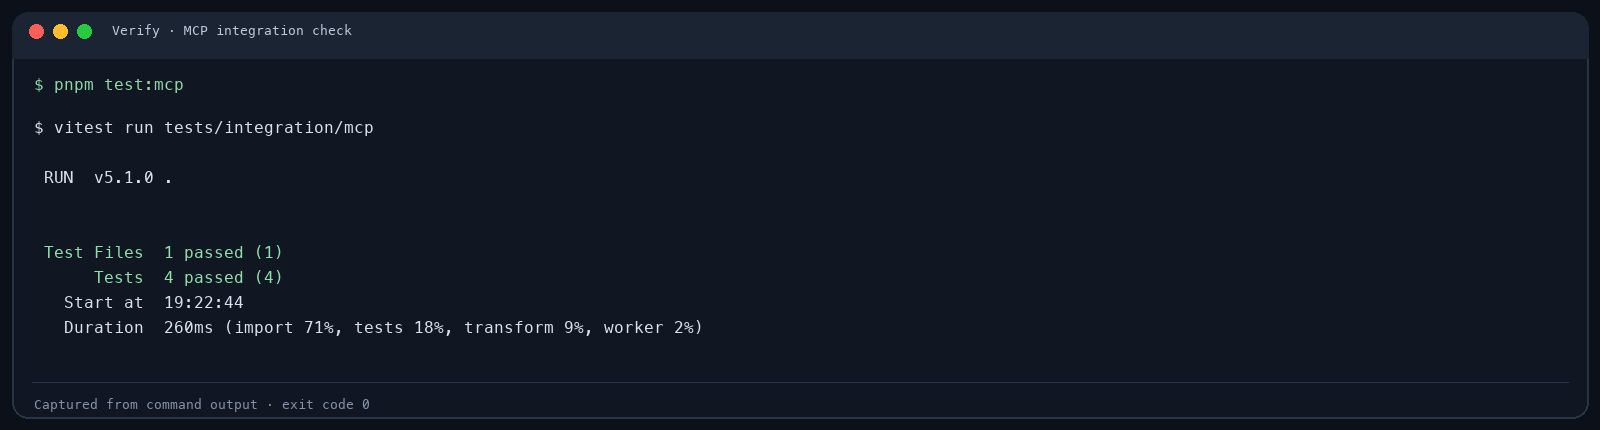 Verify · MCP integration check
$ pnpm test:mcp
$ vitest run tests/integration/mcp
RUN  v5.1.0 .
Test Files  1 passed (1)
Tests  4 passed (4)
Start at  19:22:44
Duration  260ms (import 71%, tests 18%, transform 9%, worker 2%)
Captured from command output · exit code 0